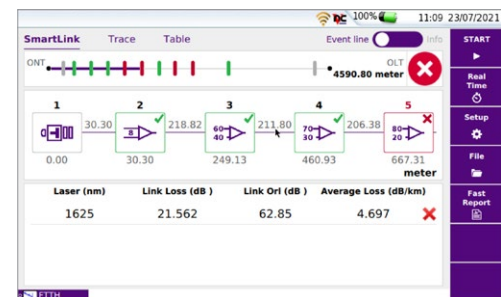 100% 11:09 23/07/2021
SmartLink Trace Table Event line Info
START
ONT OLT
4590.80 meter
Real
Time
Setup
File
Fast
Report
1 2 3 4 5
30.30 218.82 211.80 206.38
8 60 40 70 30 80 20
0.00 30.30 249.13 460.93 667.31
meter
Laser (nm) Link Loss (dB ) Link Orl (dB ) Average Loss (dB/km)
1625 21.562 62.85 4.697
FTTH